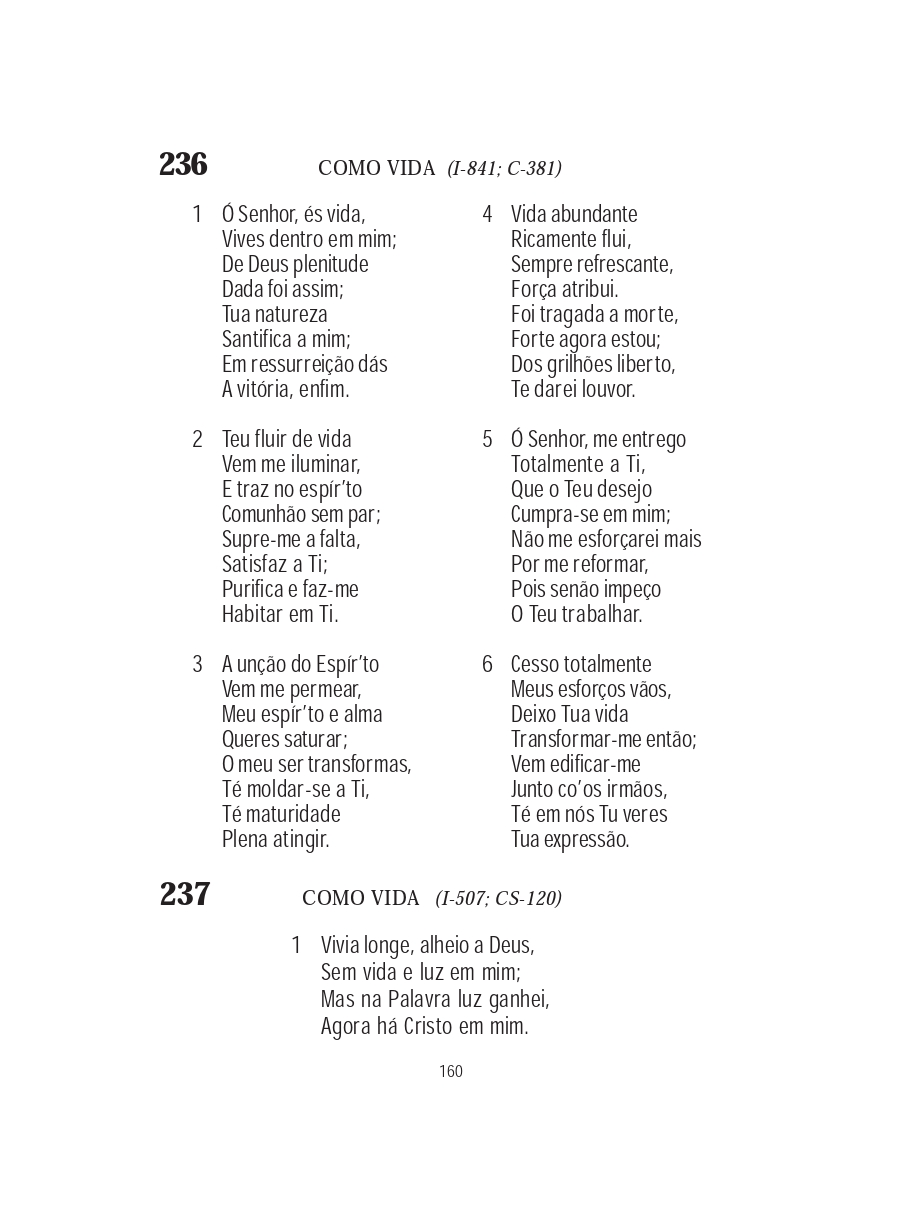 236 COMO VIDA (I-841; C-381)
1 Ó Senhor, és vida,
Vives dentro em mim;
De Deus plenitude
Dada foi assim;
Tua natureza
Santifica a mim;
Em ressurreição dás
A vitória, enfim.
2 Teu fluir de vida
Vem me iluminar,
E traz no espír’to
Comunhão sem par;
Supre-me a falta,
Satisfaz a Ti;
Purifica e faz-me
Habitar em Ti.
3 A unção do Espír’to
Vem me permear,
Meu espír’to e alma
Queres saturar;
O meu ser transformas,
Té moldar-se a Ti,
Té maturidade
Plena atingir.
4 Vida abundante
Ricamente flui,
Sempre refrescante,
Força atribui.
Foi tragada a morte,
Forte agora estou;
Dos grilhões liberto,
Te darei louvor.
5 Ó Senhor, me entrego
Totalmente a Ti,
Que o Teu desejo
Cumpra-se em mim;
Não me esforçarei mais
Por me reformar,
Pois senão impeço
O Teu trabalhar.
6 Cesso totalmente
Meus esforços vãos,
Deixo Tua vida
Transformar-me então;
Vem edificar-me
Junto co’os irmãos,
Té em nós Tu veres
Tua expressão.
237 COMO VIDA (I-507; CS-120)
1 Vivia longe, alheio a Deus,
Sem vida e luz em mim;
Mas na Palavra luz ganhei,
Agora há Cristo em mim.
160